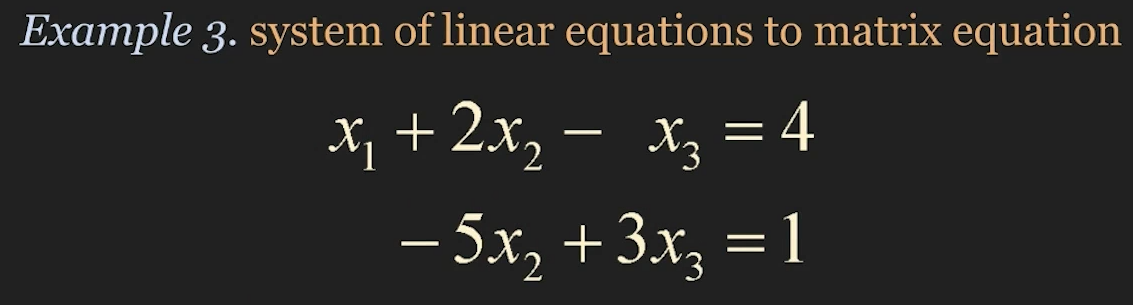 Example 3. system of linear equations to matrix equation
x₁ + 2x₂ − x₃ = 4
− 5x₂ + 3x₃ = 1